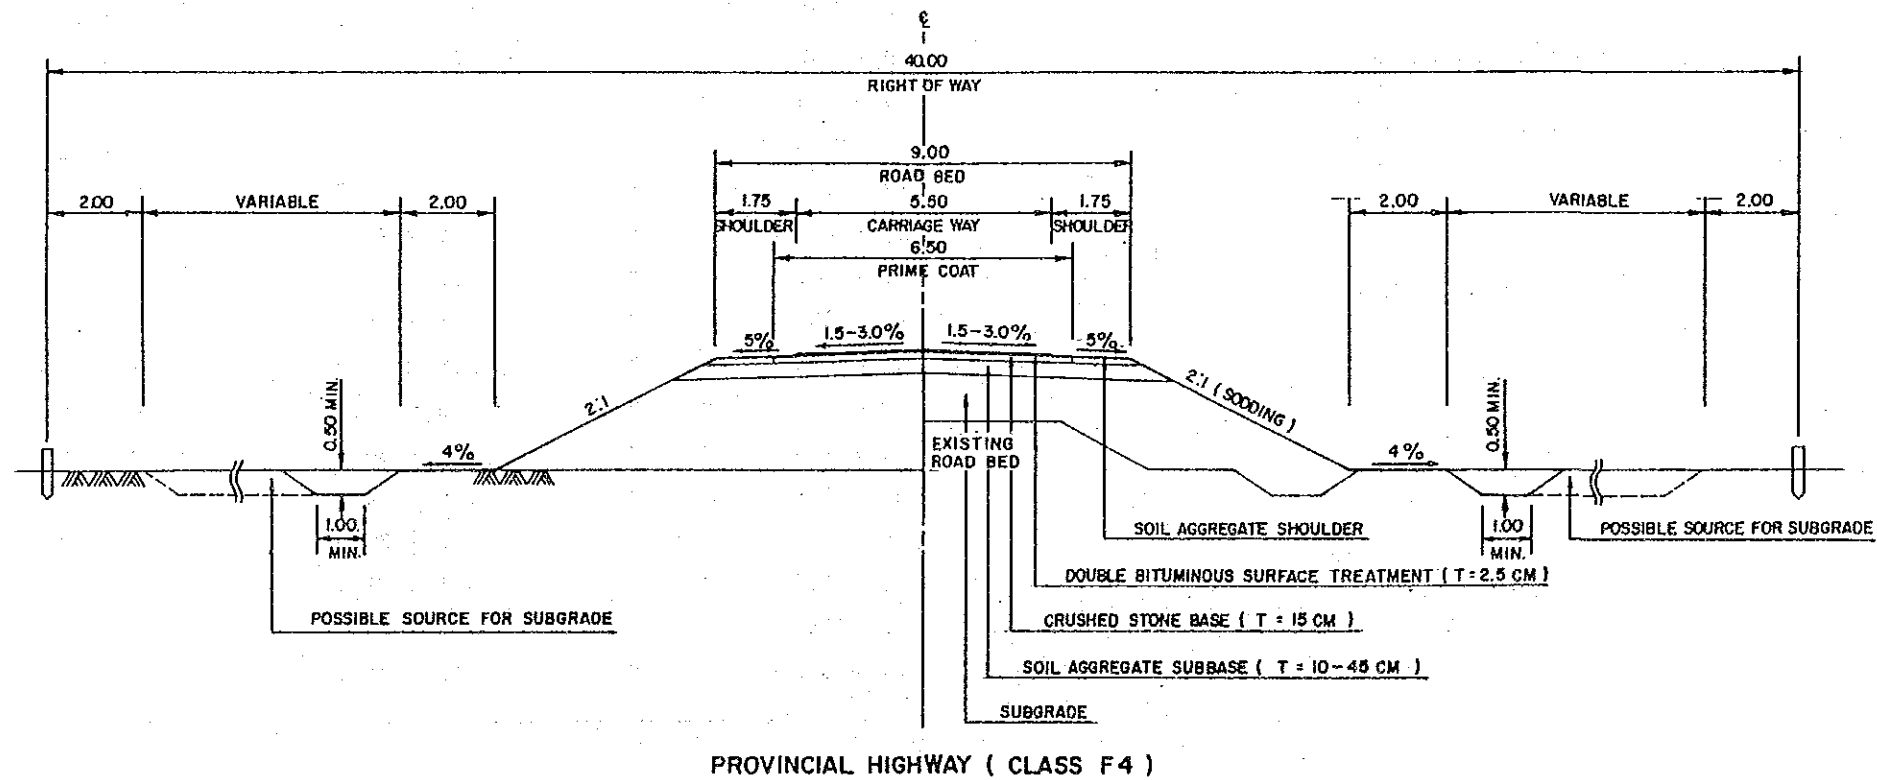 ℄
40.00
RIGHT OF WAY
9.00
ROAD BED
2.00 VARIABLE 2.00 1.75 5.50 1.75 2.00 VARIABLE 2.00
SHOULDER CARRIAGE WAY SHOULDER
6.50
PRIME COAT
5% 1.5-3.0% 1.5-3.0% 5%
2:1
2:1 ( SODDING )
0.50 MIN.
0.50 MIN.
4%
EXISTING
ROAD BED
4%
1.00
MIN.
1.00
MIN.
SOIL AGGREGATE SHOULDER
POSSIBLE SOURCE FOR SUBGRADE
DOUBLE BITUMINOUS SURFACE TREATMENT ( T = 2.5 CM )
POSSIBLE SOURCE FOR SUBGRADE
CRUSHED STONE BASE ( T = 15 CM )
SOIL AGGREGATE SUBBASE ( T = 10-45 CM )
SUBGRADE
PROVINCIAL HIGHWAY ( CLASS F4 )